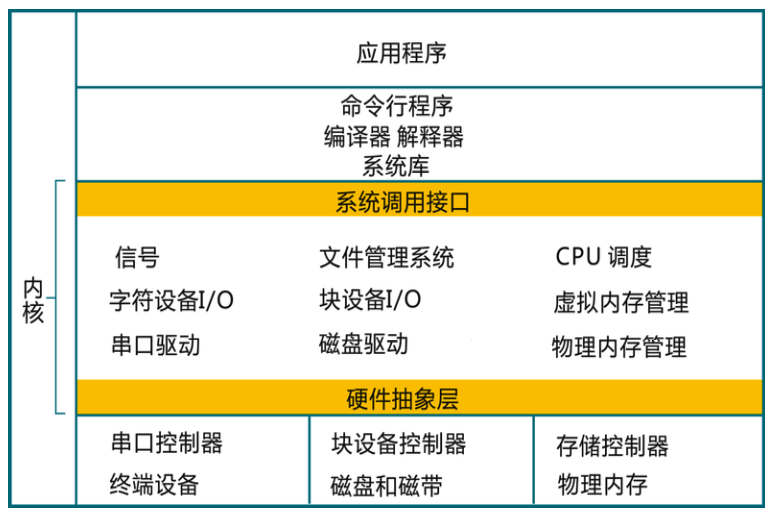 应用程序
命令行程序
编译器 解释器
系统库
系统调用接口
内核
信号 文件管理系统 CPU 调度
字符设备I/O 块设备I/O 虚拟内存管理
串口驱动 磁盘驱动 物理内存管理
硬件抽象层
串口控制器 块设备控制器 存储控制器
终端设备 磁盘和磁带 物理内存